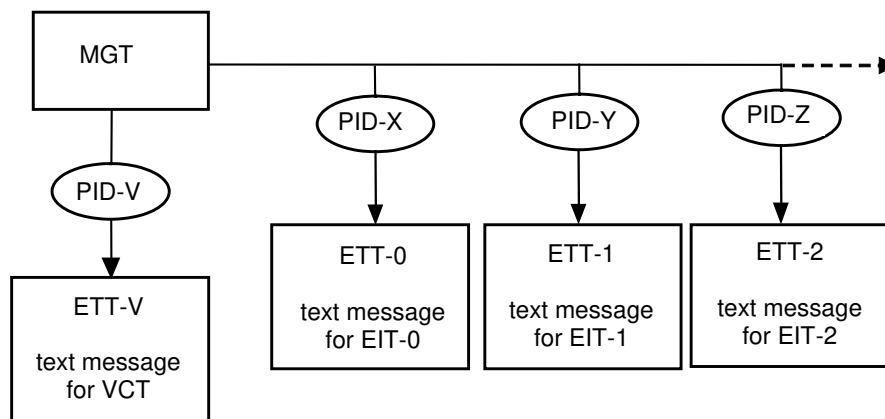 MGT
PID-X
PID-Y
PID-Z
PID-V
ETT-0
text message
for EIT-0
ETT-1
text message
for EIT-1
ETT-2
text message
for EIT-2
ETT-V
text message
for VCT